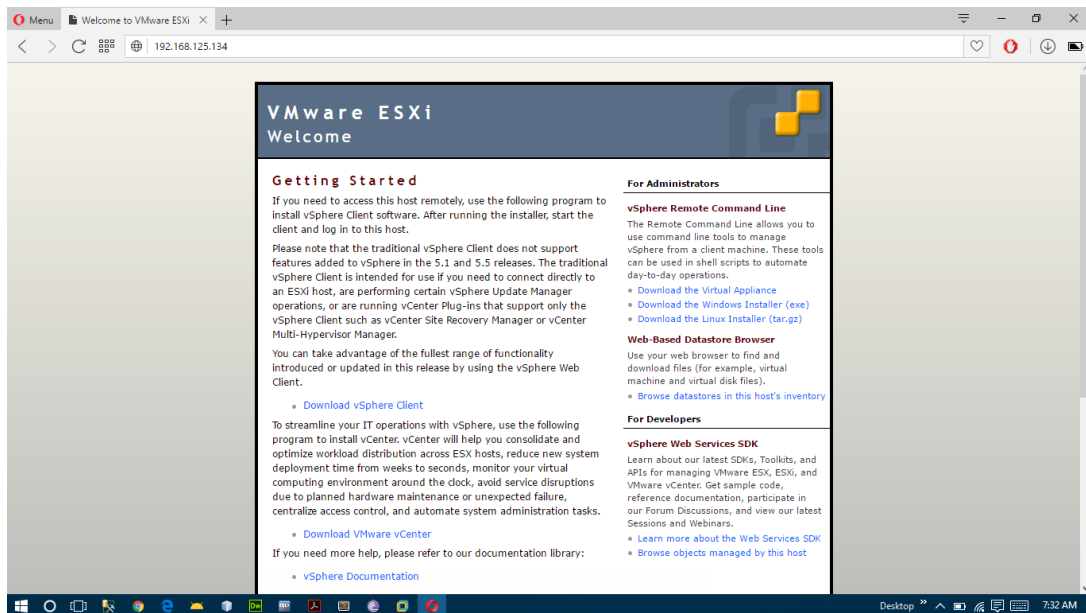 Menu
Welcome to VMware ESXi
192.168.125.134
VMware ESXi
Welcome
Getting Started
If you need to access this host remotely, use the following program to
install vSphere Client software. After running the installer, start the
client and log in to this host.
Please note that the traditional vSphere Client does not support
features added to vSphere in the 5.1 and 5.5 releases. The traditional
vSphere Client is intended for use if you need to connect directly to
an ESXi host, are performing certain vSphere Update Manager
operations, or are running vCenter Plug-ins that support only the
vSphere Client such as vCenter Site Recovery Manager or vCenter
Multi-Hypervisor Manager.
You can take advantage of the fullest range of functionality
introduced or updated in this release by using the vSphere Web
Client.
Download vSphere Client
To streamline your IT operations with vSphere, use the following
program to install vCenter. vCenter will help you consolidate and
optimize workload distribution across ESX hosts, reduce new system
deployment time from weeks to seconds, monitor your virtual
computing environment around the clock, avoid service disruptions
due to planned hardware maintenance or unexpected failure,
centralize access control, and automate system administration tasks.
Download VMware vCenter
If you need more help, please refer to our documentation library:
vSphere Documentation
For Administrators
vSphere Remote Command Line
The Remote Command Line allows you to
use command line tools to manage
vSphere from a client machine. These tools
can be used in shell scripts to automate
day-to-day operations.
Download the Virtual Appliance
Download the Windows Installer (exe)
Download the Linux Installer (tar.gz)
Web-Based Datastore Browser
Use your web browser to find and
download files (for example, virtual
machine and virtual disk files).
Browse datastores in this host's inventory
For Developers
vSphere Web Services SDK
Learn about our latest SDKs, Toolkits, and
APIs for managing VMware ESX, ESXi, and
VMware vCenter. Get sample code,
reference documentation, participate in
our Forum Discussions, and view our latest
Sessions and Webinars.
Learn more about the Web Services SDK
Browse objects managed by this host
Dw
Desktop
7:32 AM